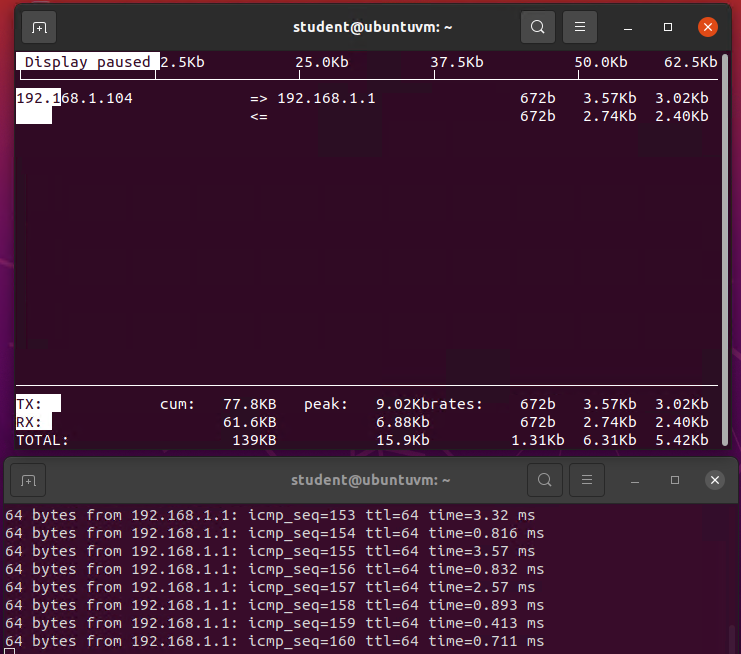 student@ubuntuvm: ~
Display paused 2.5Kb 25.0Kb 37.5Kb 50.0Kb 62.5Kb
192.168.1.104 => 192.168.1.1 672b 3.57Kb 3.02Kb
<= 672b 2.74Kb 2.40Kb
TX: cum: 77.8KB peak: 9.02Kbrates: 672b 3.57Kb 3.02Kb
RX: 61.6KB 6.88Kb 672b 2.74Kb 2.40Kb
TOTAL: 139KB 15.9Kb 1.31Kb 6.31Kb 5.42Kb
student@ubuntuvm: ~
64 bytes from 192.168.1.1: icmp_seq=153 ttl=64 time=3.32 ms
64 bytes from 192.168.1.1: icmp_seq=154 ttl=64 time=0.816 ms
64 bytes from 192.168.1.1: icmp_seq=155 ttl=64 time=3.57 ms
64 bytes from 192.168.1.1: icmp_seq=156 ttl=64 time=0.832 ms
64 bytes from 192.168.1.1: icmp_seq=157 ttl=64 time=2.57 ms
64 bytes from 192.168.1.1: icmp_seq=158 ttl=64 time=0.893 ms
64 bytes from 192.168.1.1: icmp_seq=159 ttl=64 time=0.413 ms
64 bytes from 192.168.1.1: icmp_seq=160 ttl=64 time=0.711 ms